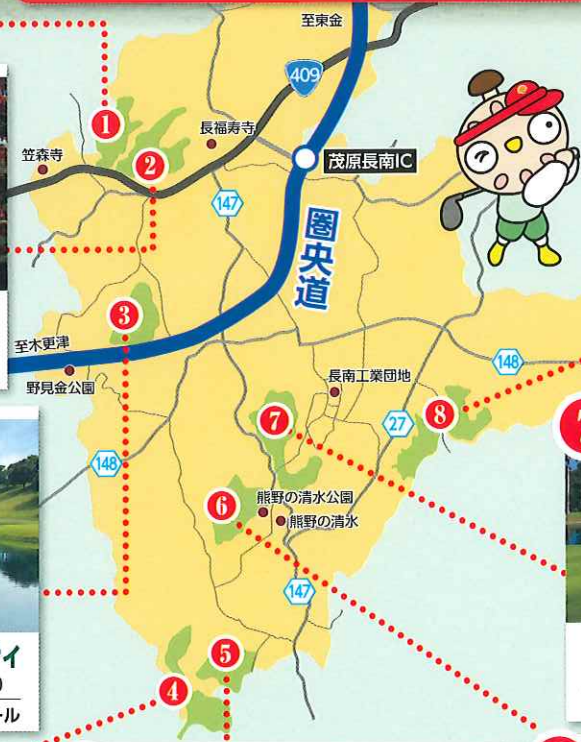 至東金
409
1
長福寺
2
笠森寺
茂原長南IC
147
圏央道
3
至木更津
野見金公園
148
長南工業団地
8
7
27
148
熊野の清水公園
6
熊野の清水
147
5
4
イ
ール